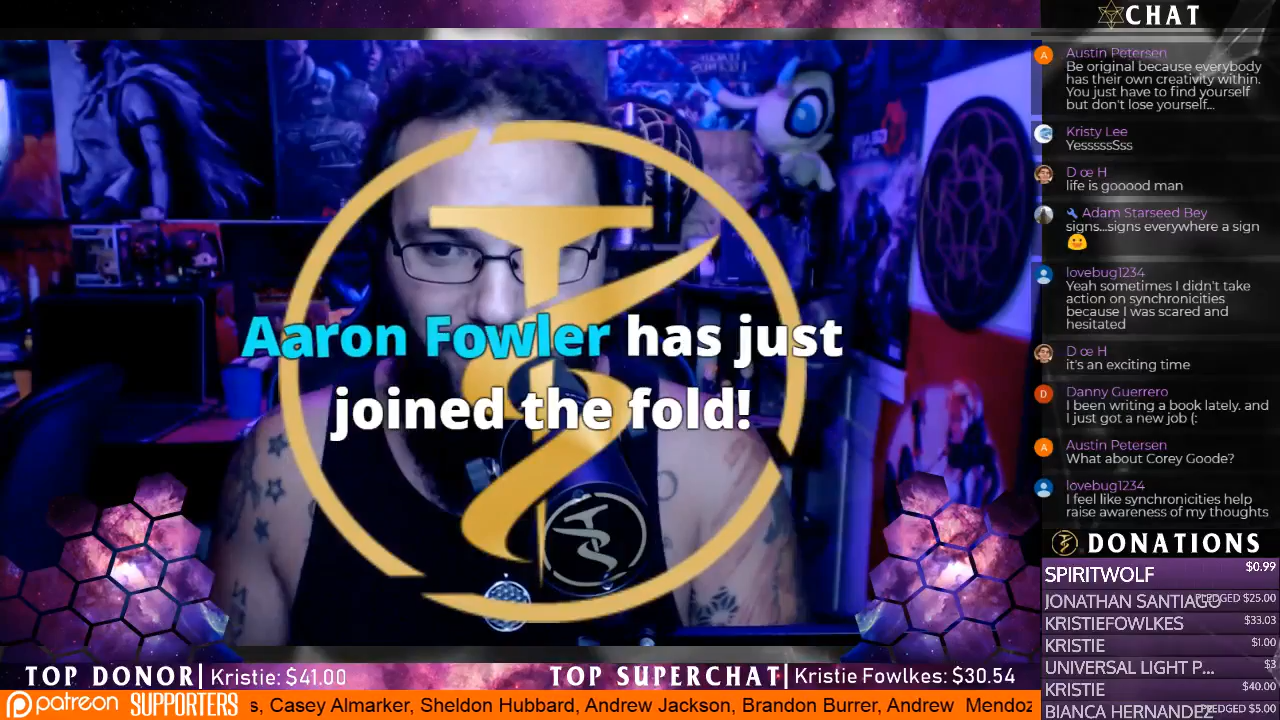 CHAT
Austin Petersen
Be original because everybody
has their own creativity within.
You just have to find yourself
but don't lose yourself...
Kristy Lee
YesssssSss
D œ H
life is gooood man
Adam Starseed Bey
signs...signs everywhere a sign
lovebug1234
Yeah sometimes I didn't take
action on synchronicities
because I was scared and
hesitated
D œ H
it's an exciting time
Danny Guerrero
I been writing a book lately. and
I just got a new job (:
Austin Petersen
What about Corey Goode?
lovebug1234
I feel like synchronicities help
raise awareness of my thoughts
Aaron Fowler has just
joined the fold!
DONATIONS
SPIRITWOLF $0.99
JONATHAN SANTIAGO PLEDGED $25.00
KRISTIEFOWLKES $33.03
KRISTIE $1.00
UNIVERSAL LIGHT P... $3
KRISTIE $40.00
BIANCA HERNANDEZ PLEDGED $5.00
TOP DONOR| Kristie: $41.00
TOP SUPERCHAT| Kristie Fowlkes: $30.54
patreon SUPPORTERS s, Casey Almarker, Sheldon Hubbard, Andrew Jackson, Brandon Burrer, Andrew Mendoz